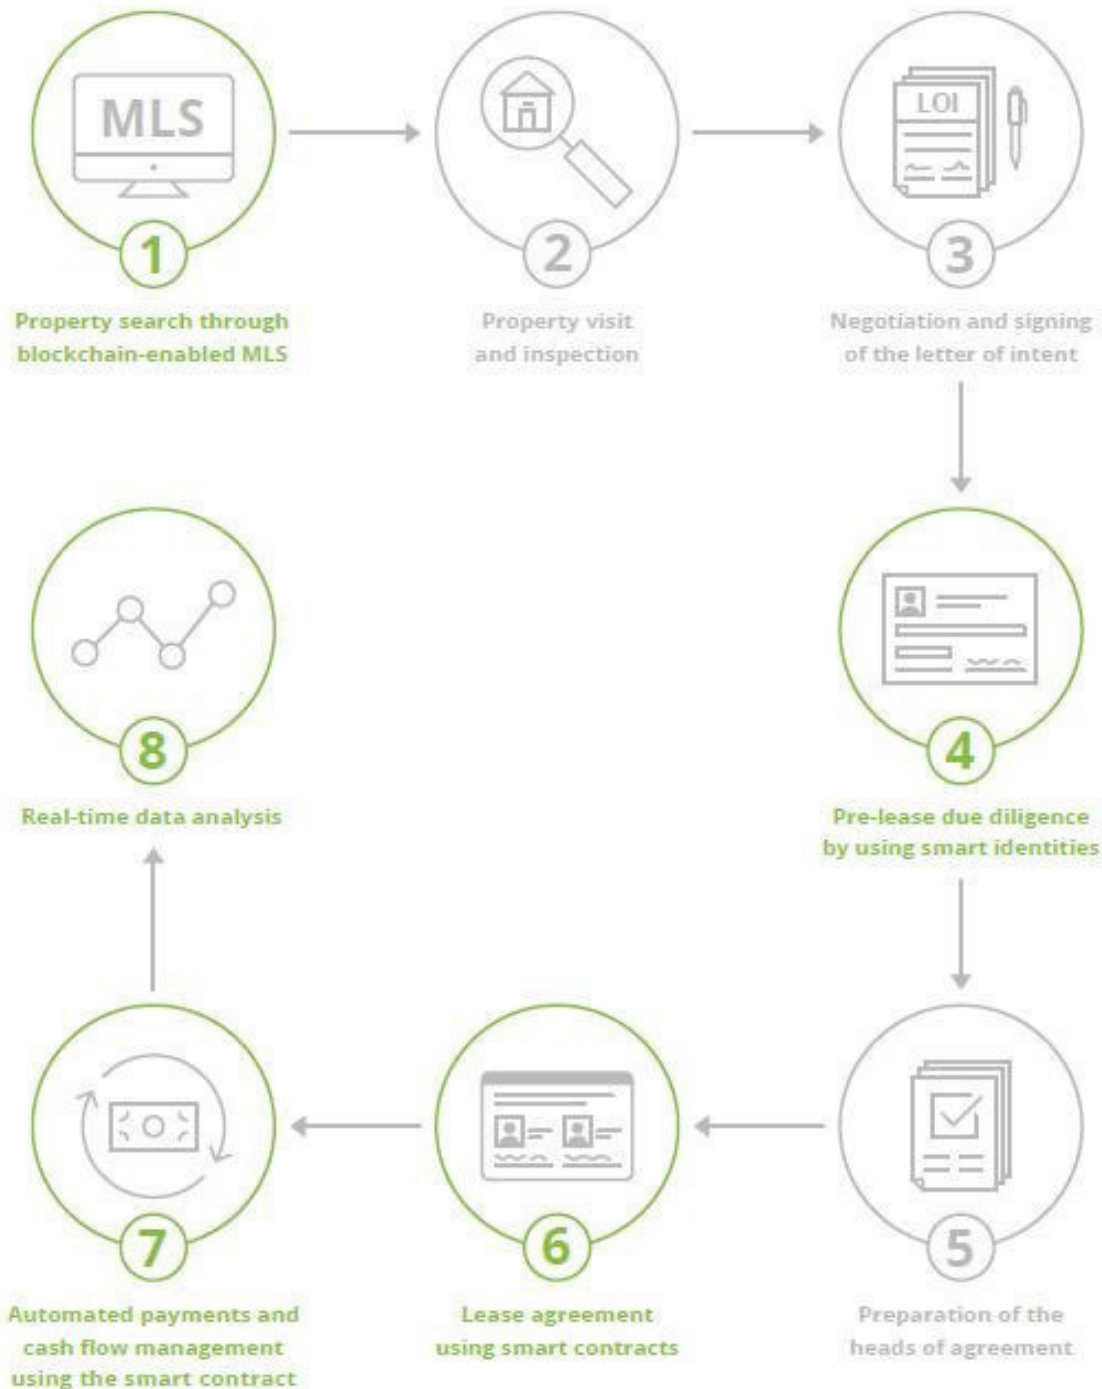 MLS
1
Property search through
blockchain-enabled MLS
2
Property visit
and inspection
LOI
3
Negotiation and signing
of the letter of intent
4
Pre-lease due diligence
by using smart identities
5
Preparation of the
heads of agreement
6
Lease agreement
using smart contracts
7
Automated payments and
cash flow management
using the smart contract
8
Real-time data analysis